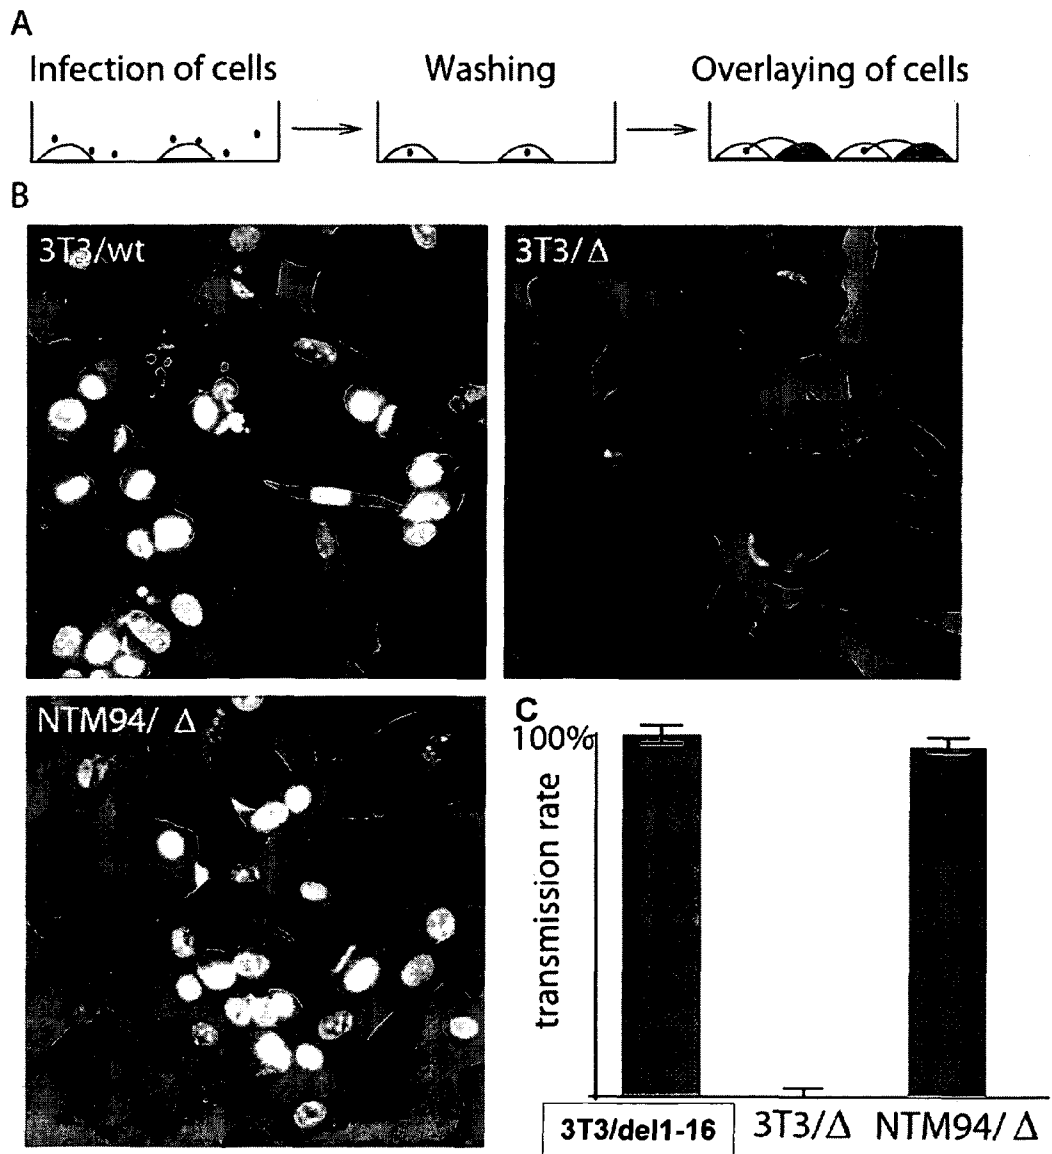 A
Infection of cells
Washing
Overlaying of cells
B
3T3/wt
3T3/ Δ
NTM94/ Δ
C
100%
transmission rate
3T3/del1-16
3T3/Δ
NTM94/ Δ